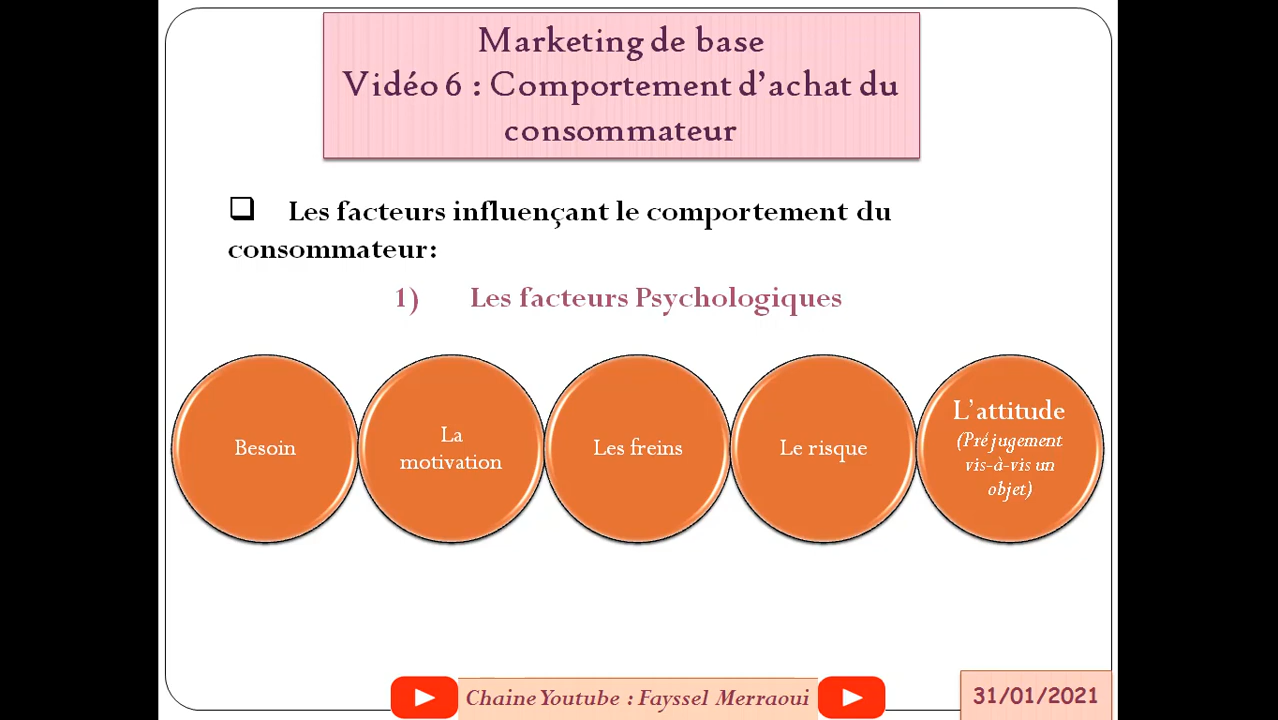 Marketing de base
Vidéo 6 : Comportement d’achat du
consommateur
Les facteurs influençant le comportement du
consommateur:
1) Les facteurs Psychologiques
Besoin
La
motivation
Les freins
Le risque
L’attitude
(Pré jugement
vis-à-vis un
objet)
Chaine Youtube : Fayssel Merraoui
31/01/2021